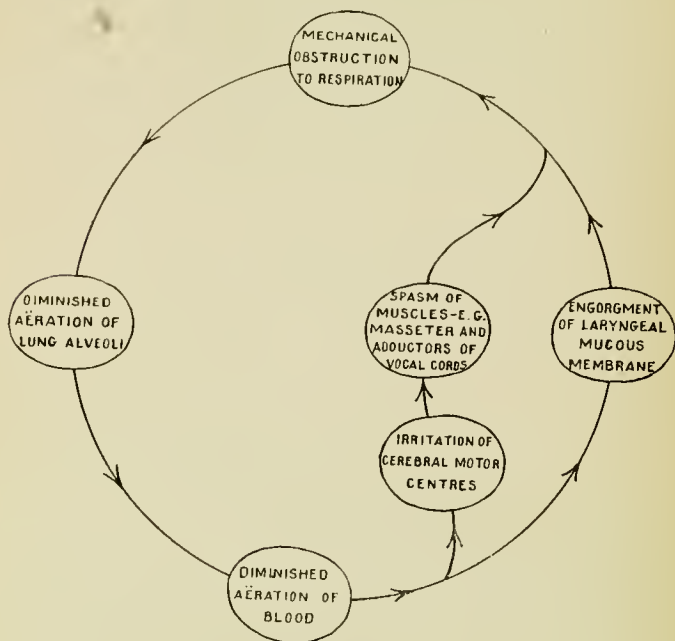 MECHANICAL
OBSTRUCTION
TO RESPIRATION
DIMINISHED
AËRATION OF
LUNG ALVEOLI
SPASM OF
MUSCLES-E.G.
MASSETER AND
ADDUCTORS OF
VOCAL CORDS
ENGORGMENT
OF LARYNGEAL
MUCOUS
MEMBRANE
IRRITATION OF
CEREBRAL MOTOR
CENTRES
DIMINISHED
AËRATION OF
BLOOD